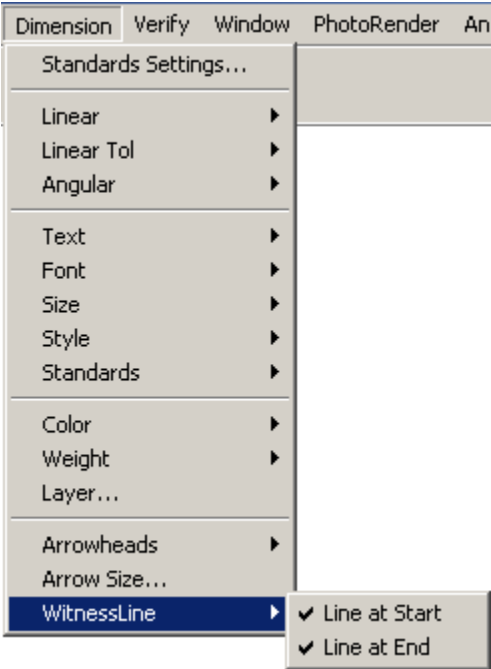 Dimension Verify Window PhotoRender An
Standards Settings...
Linear
Linear Tol
Angular
Text
Font
Size
Style
Standards
Color
Weight
Layer...
Arrowheads
Arrow Size...
WitnessLine
Line at Start
Line at End